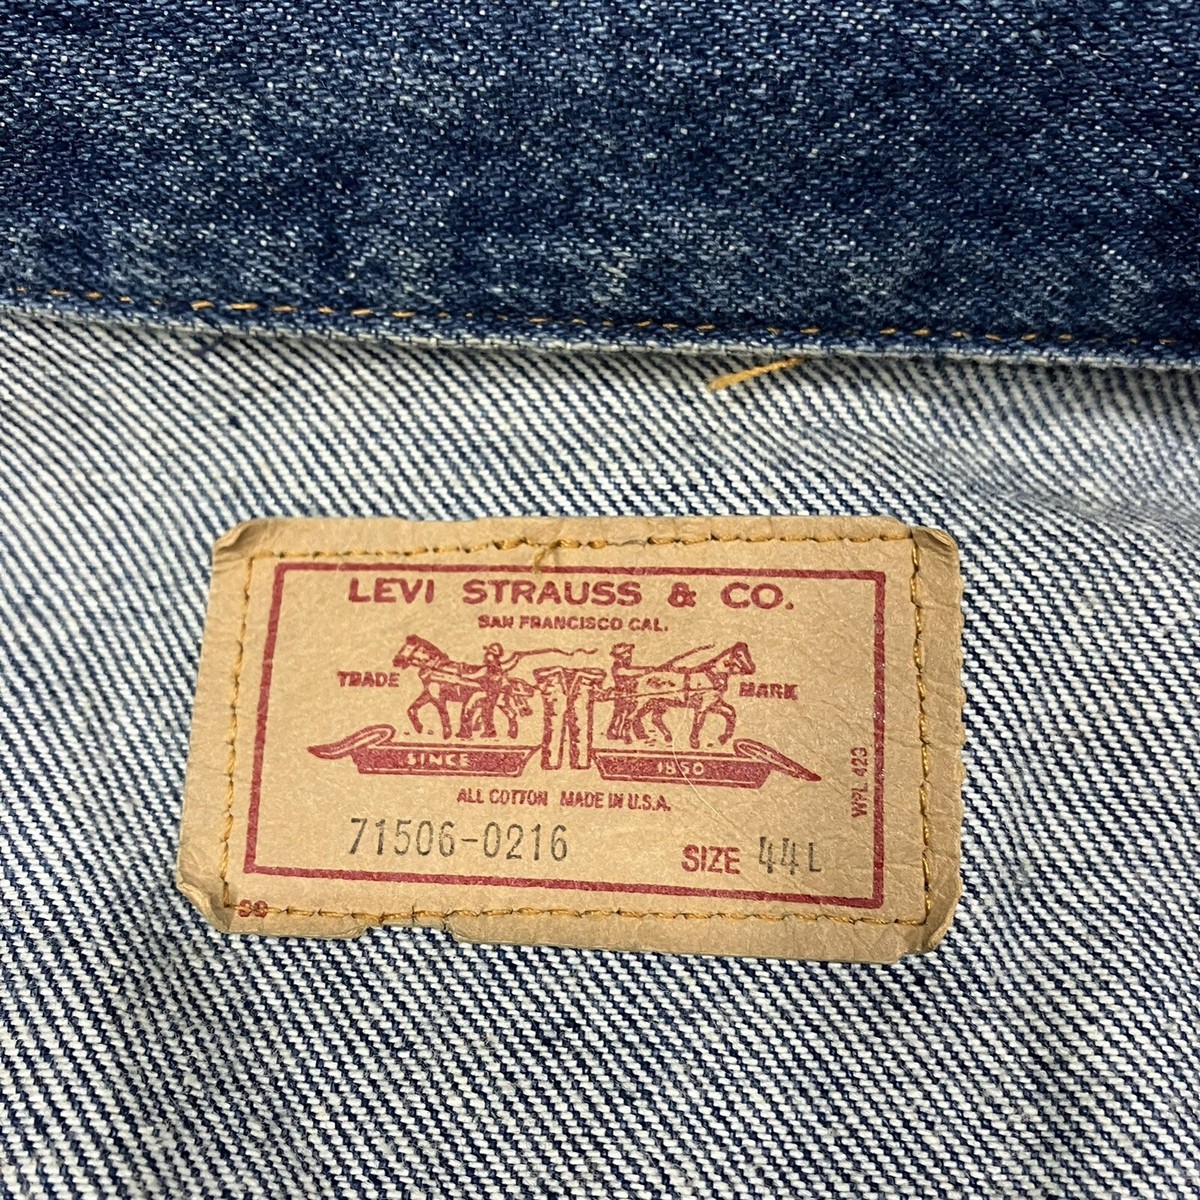 LEVI STRAUSS & CO.
SAN FRANCISCO CAL.
TRADE MARK
SINCE 1850
ALL COTTON MADE IN U.S.A.
71506-0216 SIZE 44L
WPL 423